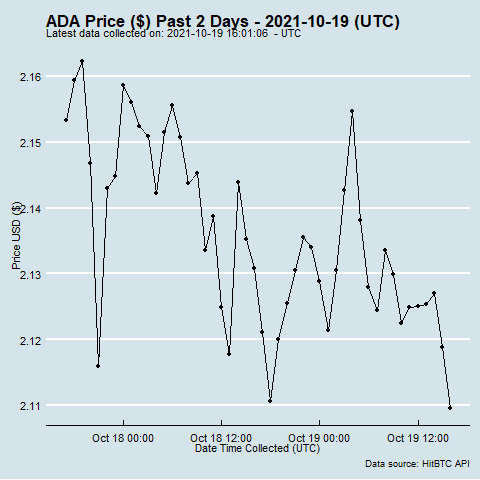 ADA Price ($) Past 2 Days - 2021-10-19 (UTC)
Latest data collected on: 2021-10-19 16:01:06  - UTC
2.16
2.15
2.14
2.13
2.12
2.11
Price USD ($)
Oct 18 00:00
Oct 18 12:00
Oct 19 00:00
Oct 19 12:00
Date Time Collected (UTC)
Data source: HitBTC API